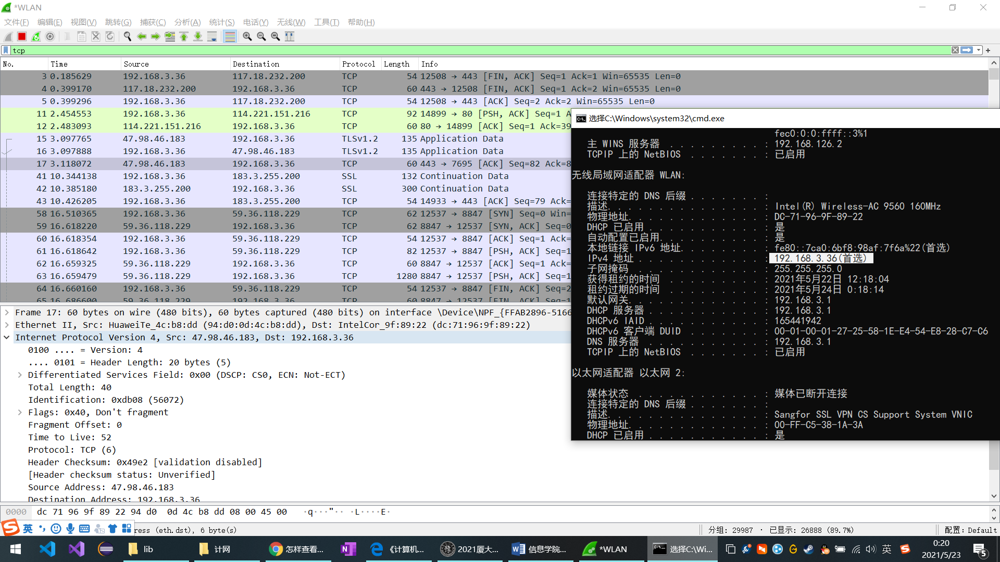 *WLAN
文件(F) 编辑(E) 视图(V) 跳转(G) 捕获(C) 分析(A) 统计(S) 电话(Y) 无线(W) 工具(T) 帮助(H)
tcp
No. Time Source Destination Protocol Length Info
3 0.185629 192.168.3.36 117.18.232.200 TCP 54 12508 → 443 [FIN, ACK] Seq=1 Ack=1 Win=65535 Len=0
4 0.399170 117.18.232.200 192.168.3.36 TCP 60 443 → 12508 [FIN, ACK] Seq=1 Ack=2 Win=65535 Len=0
5 0.399296 192.168.3.36 117.18.232.200 TCP 54 12508 → 443 [ACK] Seq=2 Ack=2 Win=65535 Len=0
11 2.454553 192.168.3.36 114.221.151.216 TCP 92 14899 → 80 [PSH, ACK] Seq=1 A
12 2.483093 114.221.151.216 192.168.3.36 TCP 60 80 → 14899 [ACK] Seq=1 Ack=39
15 3.097765 47.98.46.183 192.168.3.36 TLSv1.2 135 Application Data
16 3.097888 192.168.3.36 47.98.46.183 TLSv1.2 135 Application Data
17 3.118072 47.98.46.183 192.168.3.36 TCP 60 443 → 7695 [ACK] Seq=82 Ack=8
41 10.344138 192.168.3.36 183.3.255.200 SSL 132 Continuation Data
42 10.385180 183.3.255.200 192.168.3.36 SSL 300 Continuation Data
43 10.426205 192.168.3.36 183.3.255.200 TCP 54 14933 → 443 [ACK] Seq=79 Ack=
58 16.510365 192.168.3.36 59.36.118.229 TCP 62 12537 → 8847 [SYN] Seq=0 Win=
59 16.618220 59.36.118.229 192.168.3.36 TCP 62 8847 → 12537 [SYN, ACK] Seq=0
60 16.618354 192.168.3.36 59.36.118.229 TCP 54 12537 → 8847 [ACK] Seq=1 Ack=
61 16.618642 192.168.3.36 59.36.118.229 TCP 82 12537 → 8847 [PSH, ACK] Seq=1
62 16.659325 59.36.118.229 192.168.3.36 TCP 60 8847 → 12537 [ACK] Seq=1 Ack=
63 16.659479 59.36.118.229 192.168.3.36 TCP 1280 8847 → 12537 [PSH, ACK] Seq=1
64 16.660160 192.168.3.36 59.36.118.229 TCP 54 12537 → 8847 [FIN, ACK] Seq=2
65 16.686600 59.36.118.229 192.168.3.36 TCP 60 8847 → 12537 [FIN, ACK] Seq=1
Frame 17: 60 bytes on wire (480 bits), 60 bytes captured (480 bits) on interface \Device\NPF_{FFAB2896-5166
Ethernet II, Src: HuaweiTe_4c:b8:dd (94:d0:0d:4c:b8:dd), Dst: IntelCor_9f:89:22 (dc:71:96:9f:89:22)
Internet Protocol Version 4, Src: 47.98.46.183, Dst: 192.168.3.36
0100 .... = Version: 4
.... 0101 = Header Length: 20 bytes (5)
Differentiated Services Field: 0x00 (DSCP: CS0, ECN: Not-ECT)
Total Length: 40
Identification: 0xdb08 (56072)
Flags: 0x40, Don't fragment
Fragment Offset: 0
Time to Live: 52
Protocol: TCP (6)
Header Checksum: 0x49e2 [validation disabled]
[Header checksum status: Unverified]
Source Address: 47.98.46.183
Destination Address: 192.168.3.36
0000 dc 71 96 9f 89 22 94 d0 0d 4c b8 dd 08 00 45 00 ·q···"·· ·L····E·
ress (eth.dst), 6 byte(s)
分组: 29987 · 已显示: 26888 (89.7%)
配置: Default
选择C:\Windows\system32\cmd.exe
fec0:0:0:ffff::3%1
主 WINS 服务器 . . . . . . . . . : 192.168.126.2
TCPIP 上的 NetBIOS . . . . . . . : 已启用
无线局域网适配器 WLAN:
连接特定的 DNS 后缀 . . . . . . . :
描述. . . . . . . . . . . . . . . : Intel(R) Wireless-AC 9560 160MHz
物理地址. . . . . . . . . . . . . : DC-71-96-9F-89-22
DHCP 已启用 . . . . . . . . . . . : 是
自动配置已启用. . . . . . . . . . : 是
本地链接 IPv6 地址. . . . . . . . : fe80::7ca0:6bf8:98af:7f6a%22(首选)
IPv4 地址 . . . . . . . . . . . . : 192.168.3.36(首选)
子网掩码 . . . . . . . . . . . . : 255.255.255.0
获得租约的时间 . . . . . . . . . : 2021年5月22日 12:18:04
租约过期的时间 . . . . . . . . . : 2021年5月24日 0:18:14
默认网关. . . . . . . . . . . . . : 192.168.3.1
DHCP 服务器 . . . . . . . . . . . : 192.168.3.1
DHCPv6 IAID . . . . . . . . . . . : 165441942
DHCPv6 客户端 DUID . . . . . . . : 00-01-00-01-27-25-58-1E-E4-54-E8-28-C7-C6
DNS 服务器 . . . . . . . . . . . : 192.168.3.1
TCPIP 上的 NetBIOS . . . . . . . : 已启用
以太网适配器 以太网 2:
媒体状态 . . . . . . . . . . . . : 媒体已断开连接
连接特定的 DNS 后缀 . . . . . . . :
描述. . . . . . . . . . . . . . . : Sangfor SSL VPN CS Support System VNIC
物理地址. . . . . . . . . . . . . : 00-FF-C5-38-1A-3A
DHCP 已启用 . . . . . . . . . . . : 是
英
lib 计网 怎样查看... 《计算机... 2021厦大... 信息学院... *WLAN 选择C:\Wi... 英 0:20
2021/5/23 5